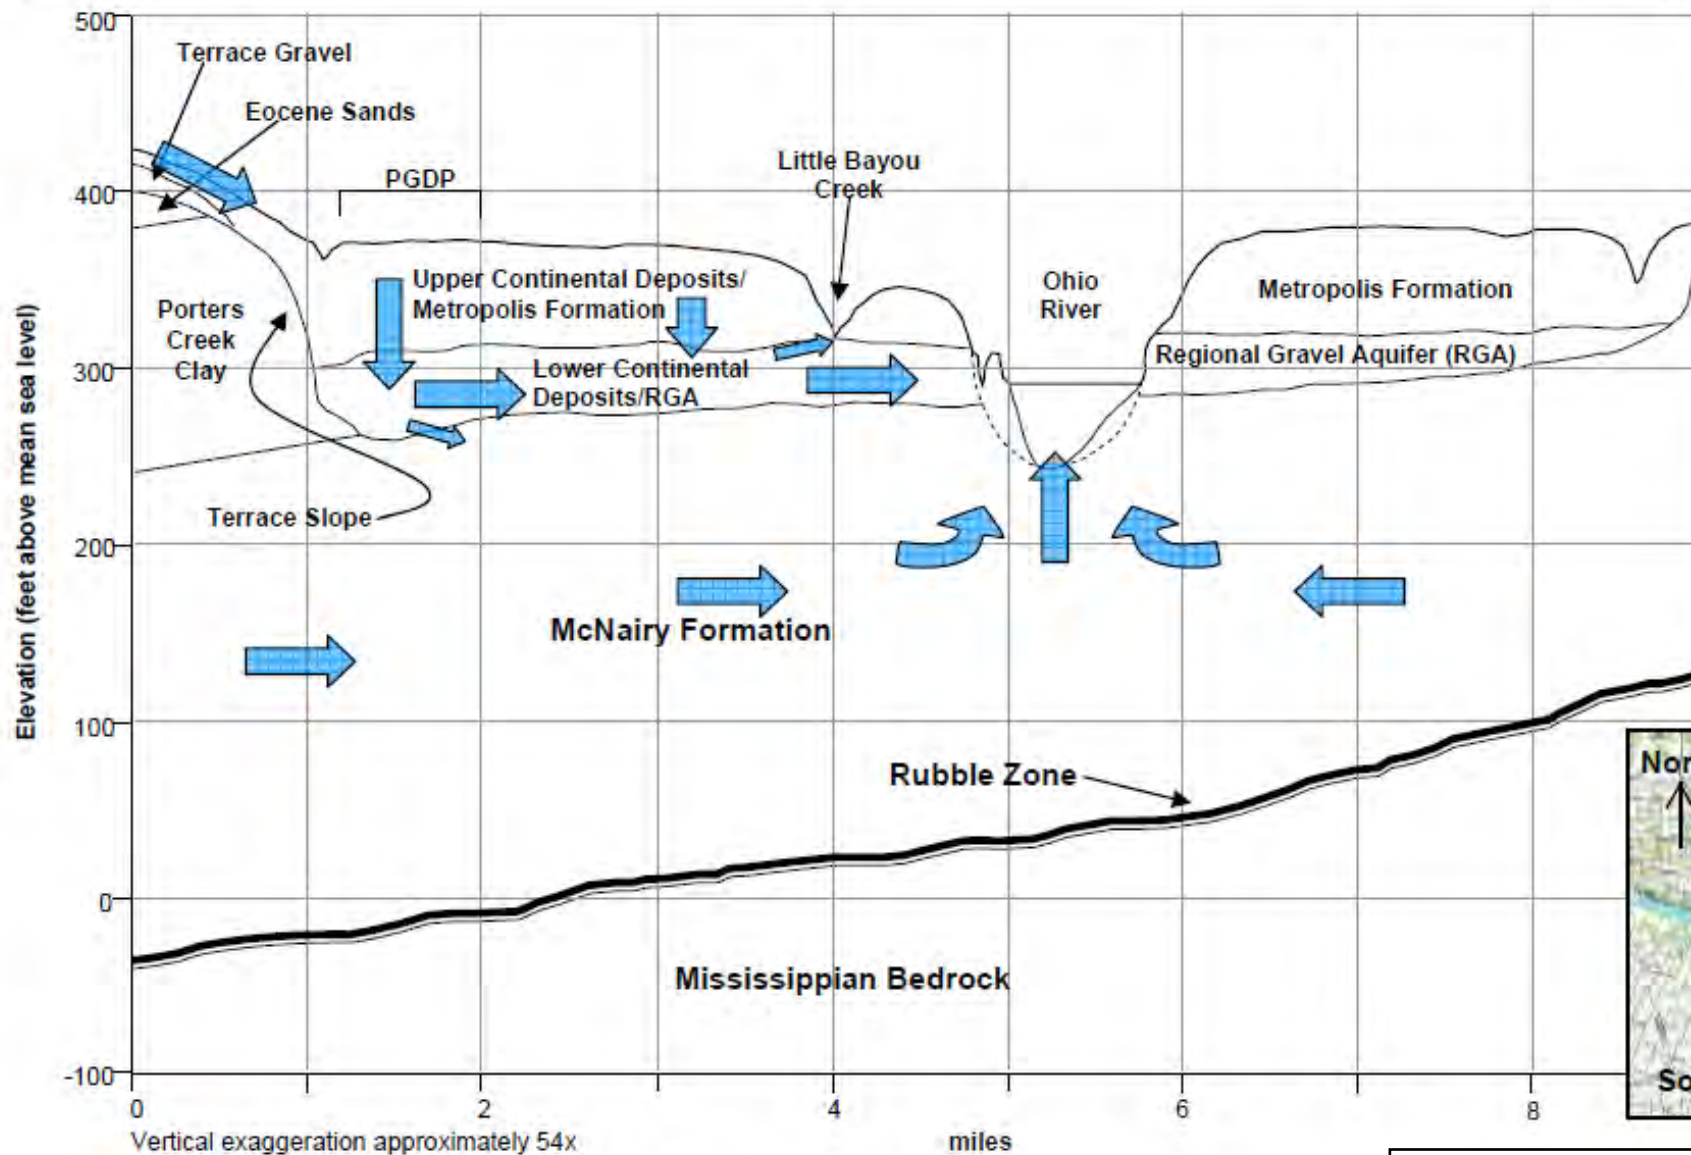 500
Terrace Gravel
Eocene Sands
400
PGDP
Little Bayou
Creek
Upper Continental Deposits/
Metropolis Formation
Ohio
River
Metropolis Formation
Porters
Creek
Clay
300
Lower Continental
Deposits/RGA
Regional Gravel Aquifer (RGA)
Terrace Slope
200
McNairy Formation
100
Rubble Zone
0
Mississippian Bedrock
-100
Elevation (feet above mean sea level)
0
2
4
6
8
Vertical exaggeration approximately 54x
miles
Nor
So